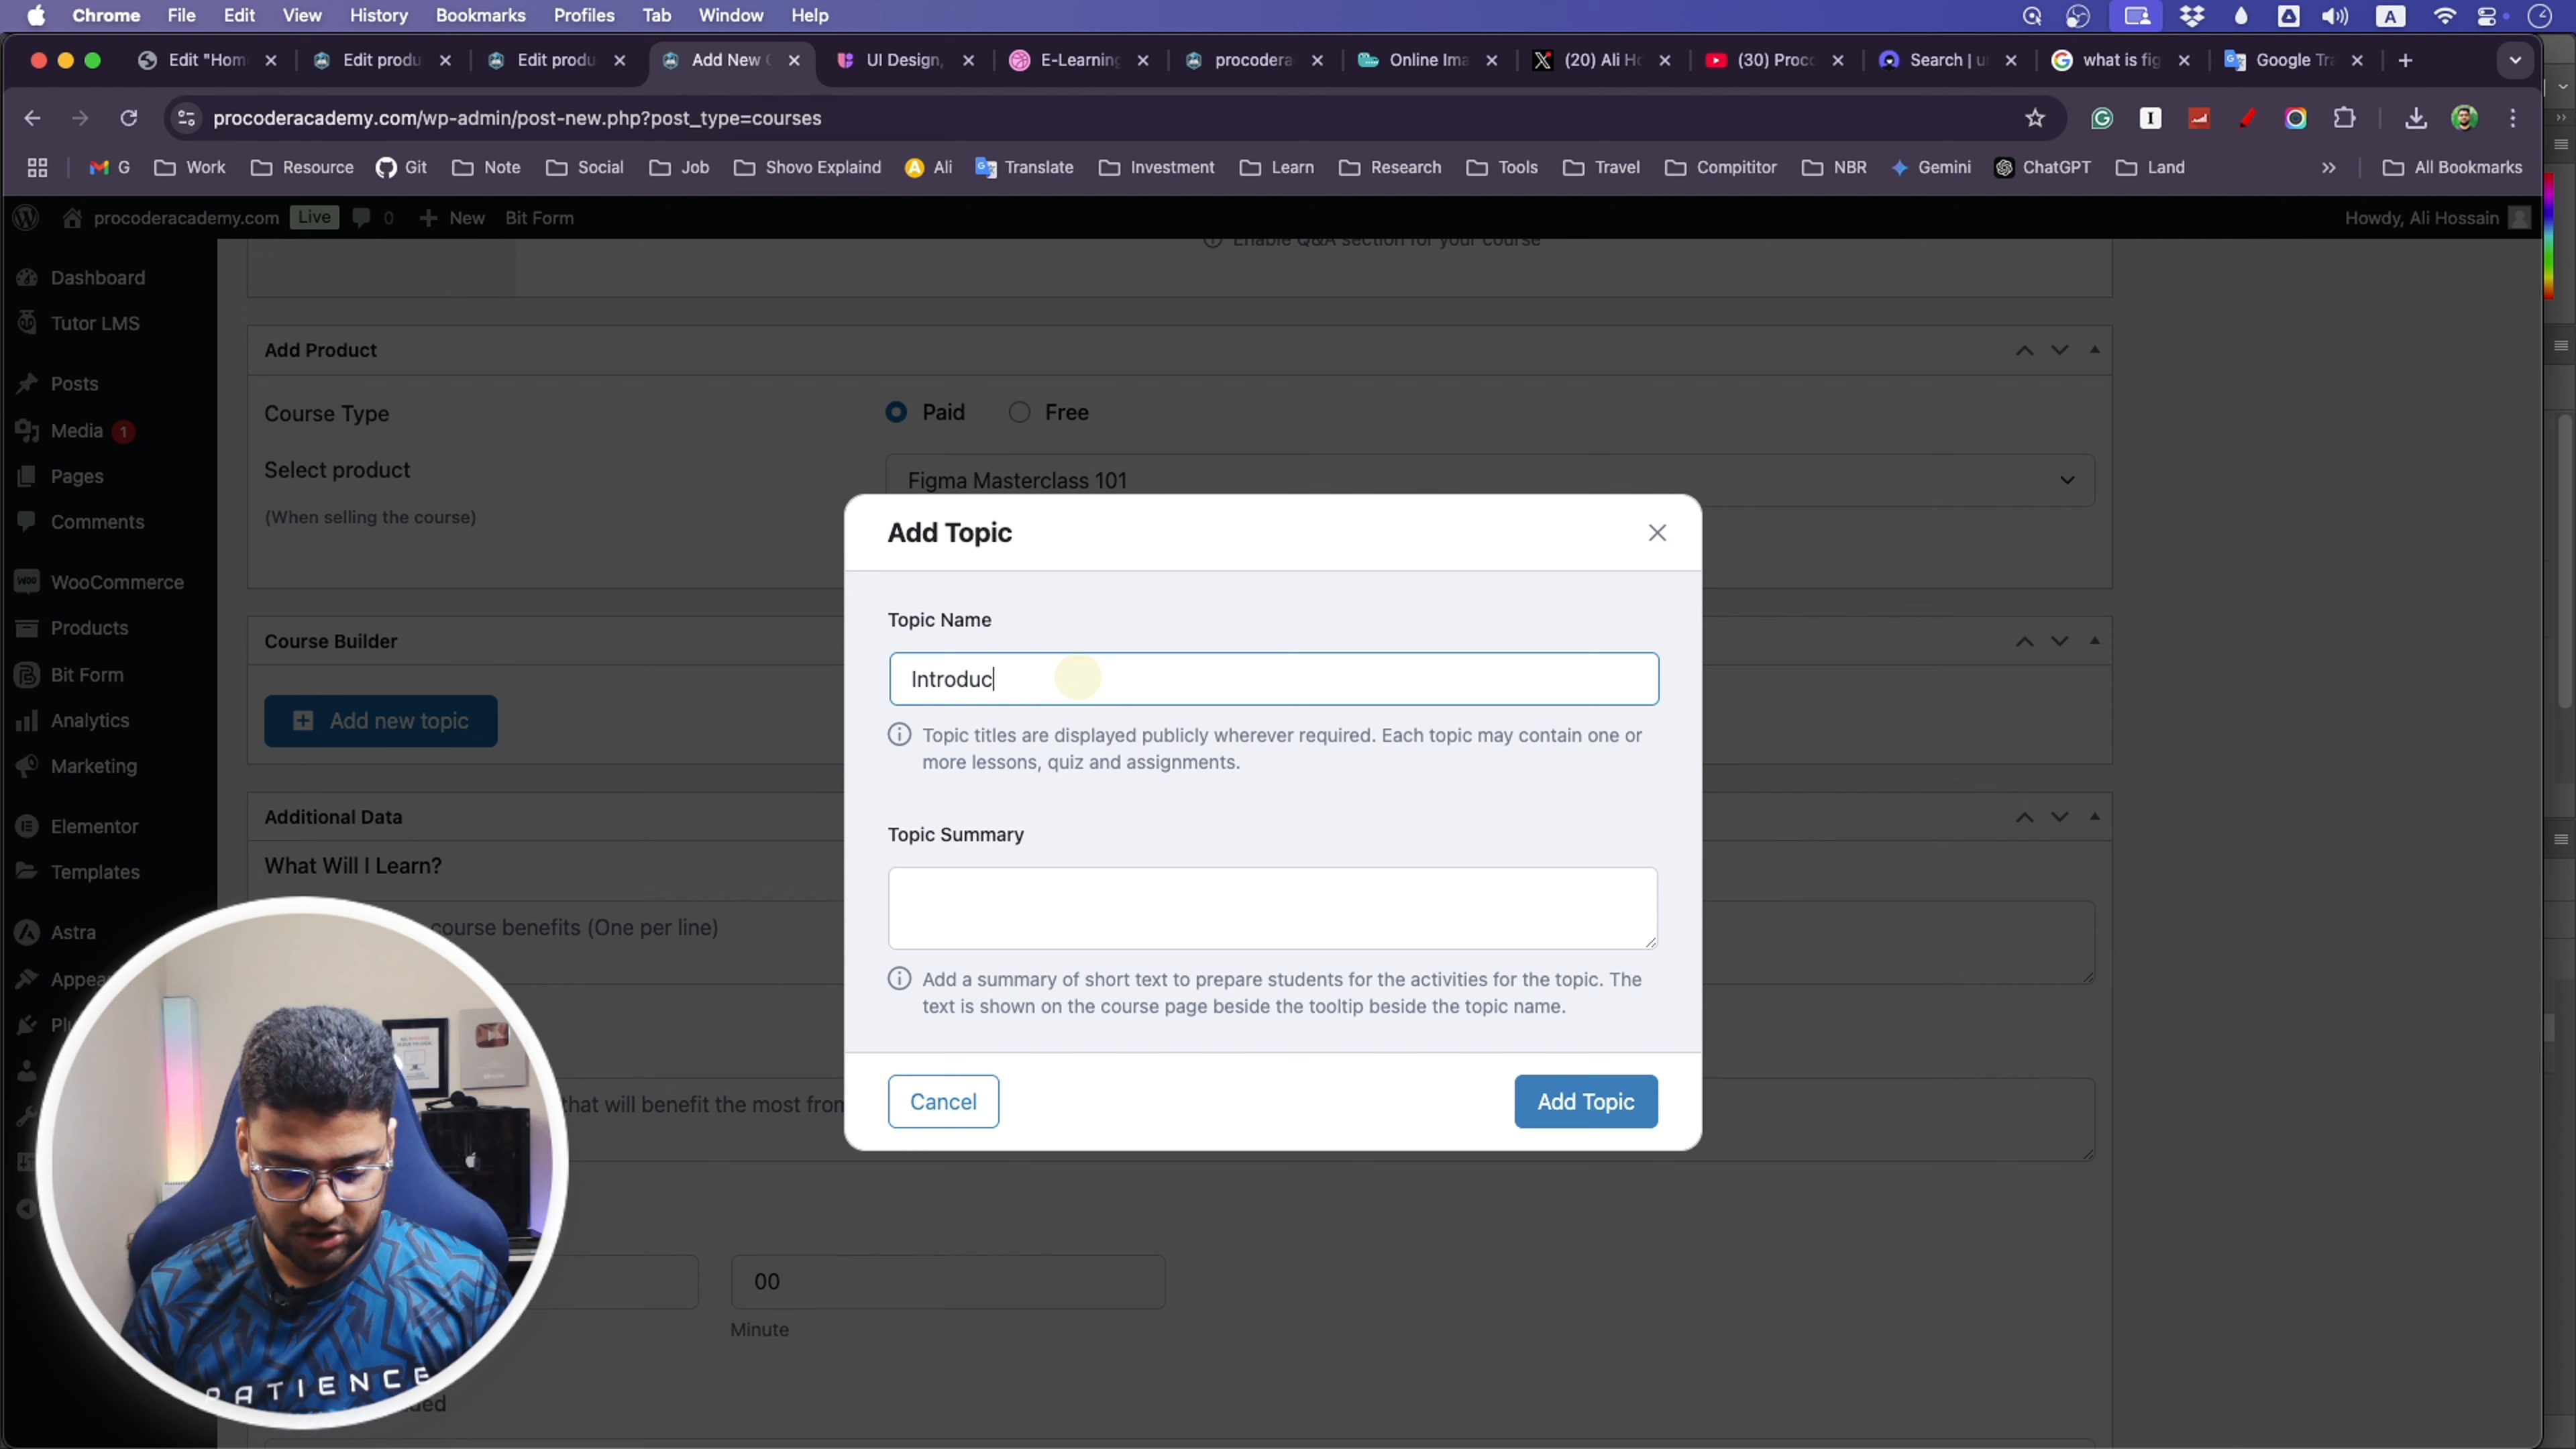 Chrome File Edit View History Bookmarks Profiles Tab Window Help
Edit "Hom Edit produ Edit produ Add New C UI Design, E-Learning procodera Online Ima (20) Ali Ho (30) Proco Search | u what is fig Google Tra
procoderacademy.com/wp-admin/post-new.php?post_type=courses
G Work Resource Git Note Social Job Shovo Explaind Ali Translate Investment Learn Research Tools Travel Compititor NBR Gemini ChatGPT Land All Bookmarks
procoderacademy.com Live 0 New Bit Form Howdy, Ali Hossain
Enable Q&A section for your course
Dashboard
Tutor LMS
Posts
Media 1
Pages
Comments
WooCommerce
Products
Bit Form
Analytics
Marketing
Elementor
Templates
Astra
Appea
Plu
Add Product
Course Type Paid Free
Select product Figma Masterclass 101
(When selling the course)
Course Builder
Add new topic
Additional Data
What Will I Learn?
course benefits (One per line)
that will benefit the most from
00
Minute
Add Topic
Topic Name
Introduc
Topic titles are displayed publicly wherever required. Each topic may contain one or
more lessons, quiz and assignments.
Topic Summary
Add a summary of short text to prepare students for the activities for the topic. The
text is shown on the course page beside the tooltip beside the topic name.
Cancel Add Topic
PATIENCE